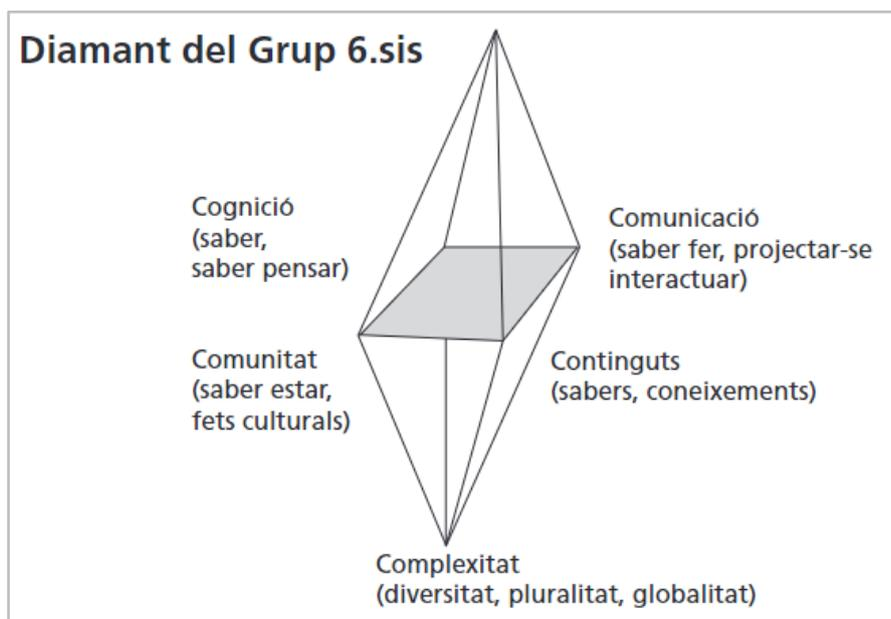 Diamant del Grup 6.sis
Cognició
(saber,
saber pensar)
Comunicació
(saber fer, projectar-se
interactuar)
Comunitat
(saber estar,
fets culturals)
Continguts
(sabers, coneixements)
Complexitat
(diversitat, pluralitat, globalitat)